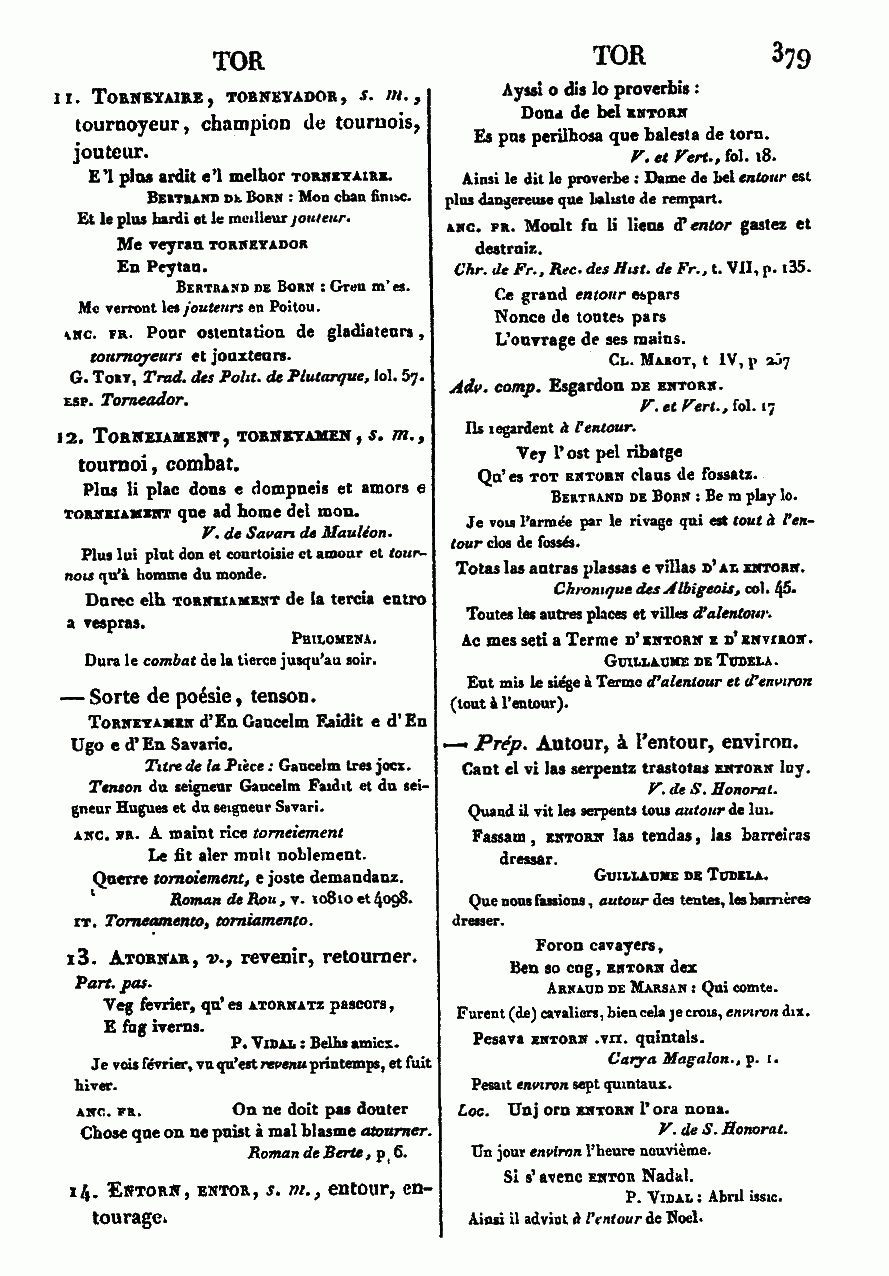 TOR
11. TORNEYAIRE, TORNEYADOR, s. m.,
tournoyeur, champion de tournois,
jouteur.
E'l plus ardit e'l melhor TORNEYAIRE.
BERTRAND DE BORN : Mon chan finisc.
Et le plus hardi et le meilleur jouteur.
Me veyran TORNEYADOR
En Peytau.
BERTRAND DE BORN : Greu m'es.
Me verront les jouteurs en Poitou.
ANC. FR. Pour ostentation de gladiateurs,
tournoyeurs et jouxteurs.
G. TORY, Trad. des Polit. de Plutarque, fol. 57.
ESP. Torneador.
12. TORNEIAMENT, TORNEYAMEN, s. m.,
tournoi, combat.
Plus li plac dons e dompneis et amors e
TORNEIAMENT que ad home del mon.
V. de Savari de Mauléon.
Plus lui plut don et courtoisie et amour et tour-
nois qu'à homme du monde.
Durec elh TORNEIAMENT de la tercia entro
a vespras.
PHILOMENA.
Dura le combat de la tierce jusqu'au soir.
— Sorte de poésie, tenson.
TORNEYAMEN d'En Gaucelm Faidit e d'En
Ugo e d'En Savaric.
Titre de la Pièce : Gaucelm tres jocx.
Tenson du seigneur Gaucelm Faidit et du sei-
gneur Hugues et du seigneur Savari.
ANC. FR. A maint rice torneiement
Le fit aler mult noblement.
Querre tornoiement, e joste demandanz.
Roman de Rou, v. 10810 et 4098.
IT. Torneamento, torniamento.
13. ATORNAR, v., revenir, retourner.
Part. pas.
Veg fevrier, qu'es ATORNATZ pascors,
E fug iverns.
P. VIDAL : Belhs amicx.
Je vois février, vu qu'est revenu printemps, et fuit
hiver.
ANC. FR. On ne doit pas douter
Chose que on ne puist à mal blasme atourner.
Roman de Berte, p. 6.
14. ENTORN, ENTOR, s. m., entour, en-
tourage.
TOR 379
Ayssi o dis lo proverbis :
Dona de bel ENTORN
Es pus perilhosa que balesta de torn.
V. et Vert., fol. 18.
Ainsi le dit le proverbe : Dame de bel entour est
plus dangereuse que baliste de rempart.
ANC. FR. Moult fu li liens d'entor gastez et
destruiz.
Chr. de Fr., Rec. des Hist. de Fr., t. VII, p. 135.
Ce grand entour espars
Nonce de toutes pars
L'ouvrage de ses mains.
CL. MAROT, t IV, p 257
Adv. comp. Esgardon DE ENTORN.
V. et Vert., fol. 17
Ils regardent à l'entour.
Vey l'ost pel ribatge
Qu'es TOT ENTORN claus de fossatz.
BERTRAND DE BORN : Be m play lo.
Je vois l'armée par le rivage qui est tout à l'en-
tour clos de fossés.
Totas las autras plassas e villas D'AL ENTORN.
Chronique des Albigeois, col. 45.
Toutes les autres places et villes d'alentour.
Ac mes seti a Terme D'ENTORN E D'ENVIRON.
GUILLAUME DE TUDELA.
Eut mis le siége à Terme d'alentour et d'environ
(tout à l'entour).
— Prép. Autour, à l'entour, environ.
Cant el vi las serpentz trastotas ENTORN luy.
V. de S. Honorat.
Quand il vit les serpents tous autour de lui.
Fassam, ENTORN las tendas, las barreiras
dressar.
GUILLAUME DE TUDELA.
Que nous fassions, autour des tentes, les barrières
dresser.
Foron cavayers,
Ben so cug, ENTORN dex
ARNAUD DE MARSAN : Qui comte.
Furent (de) cavaliers, bien cela je crois, environ dix.
Pesava ENTORN .VII. quintals.
Carya Magalon., p. 1.
Pesait environ sept quintaux.
Loc. Un jorn ENTORN l'ora nona.
V. de S. Honorat.
Un jour environ l'heure nouvième.
Si s'avenc ENTOR Nadal.
P. VIDAL : Abril issic.
Ainsi il advint à l'entour de Noel.